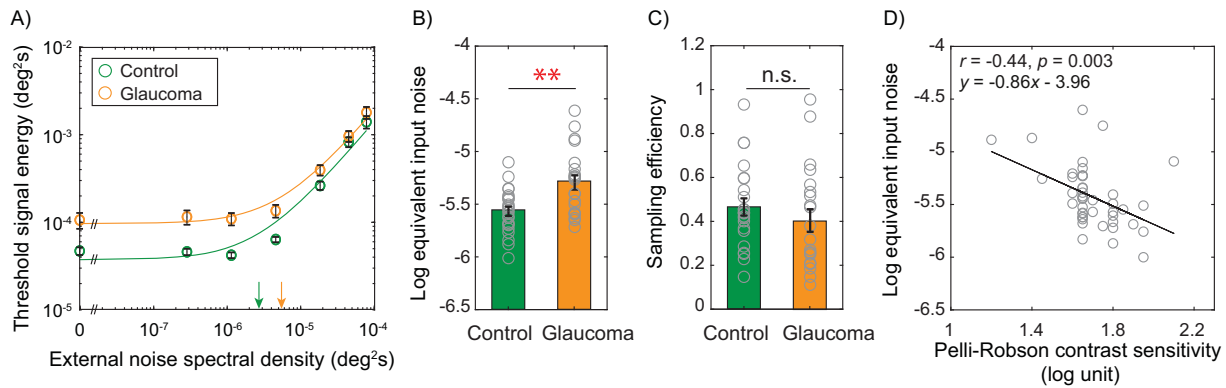 A)
Threshold signal energy (deg²s)
10⁻²
10⁻³
10⁻⁴
10⁻⁵
Control
Glaucoma
0 10⁻⁷ 10⁻⁶ 10⁻⁵ 10⁻⁴
External noise spectral density (deg²s)
B)
Log equivalent input noise
-4
-4.5
-5
-5.5
-6
-6.5
**
Control Glaucoma
C)
Sampling efficiency
1.2
1
0.8
0.6
0.4
0.2
0
n.s.
Control Glaucoma
D)
Log equivalent input noise
-4
-4.5
-5
-5.5
-6
-6.5
r = -0.44, p = 0.003
y = -0.86x - 3.96
1 1.4 1.8 2.2
Pelli-Robson contrast sensitivity
(log unit)